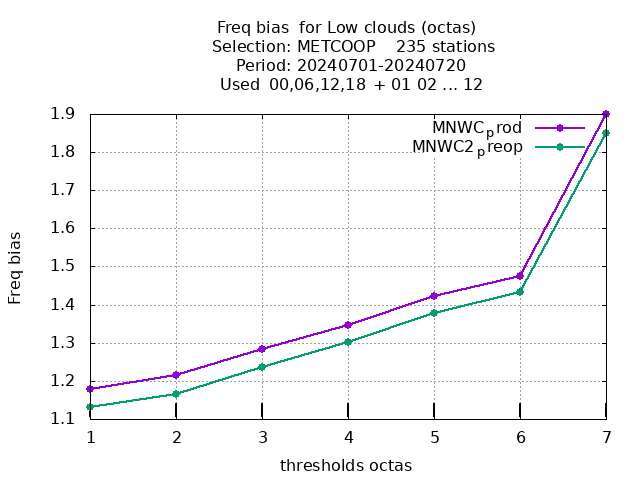 Freq bias  for Low clouds (octas)
Selection: METCOOP    235 stations
Period: 20240701-20240720
Used  00,06,12,18  + 01 02 ... 12
1.9
MNWCprod
MNWC2preop
1.8
1.7
1.6
1.5
1.4
1.3
1.2
1.1
Freq bias
1 2 3 4 5 6 7
thresholds octas